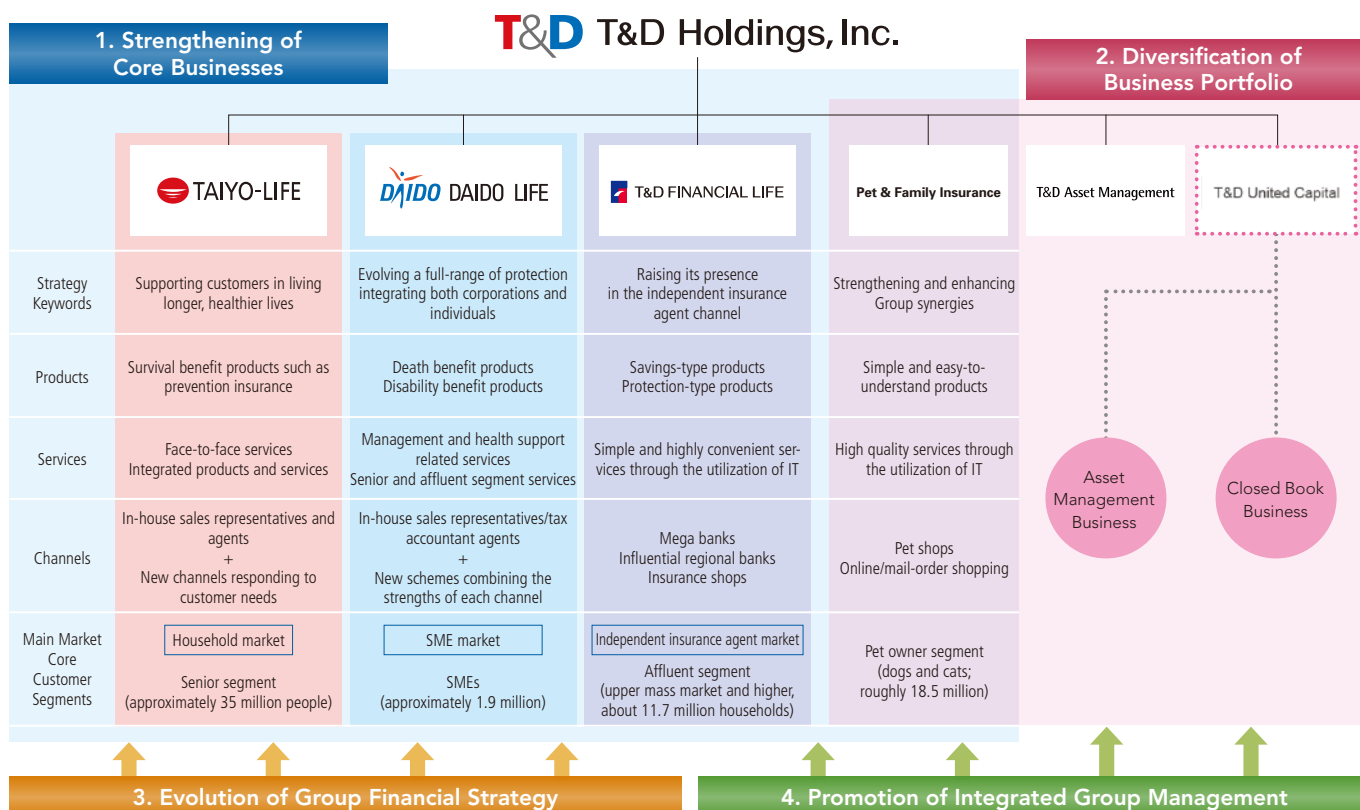 1. Strengthening of
Core Businesses
T&D T&D Holdings, Inc.
2. Diversification of
Business Portfolio
TAIYO-LIFE
DAIDO DAIDO LIFE
T&D FINANCIAL LIFE
Pet & Family Insurance
T&D Asset Management
T&D United Capital
Strategy
Keywords
Supporting customers in living
longer, healthier lives
Evolving a full-range of protection
integrating both corporations and
individuals
Raising its presence
in the independent insurance
agent channel
Strengthening and enhancing
Group synergies
Products
Survival benefit products such as
prevention insurance
Death benefit products
Disability benefit products
Savings-type products
Protection-type products
Simple and easy-to-
understand products
Services
Face-to-face services
Integrated products and services
Management and health support
related services
Senior and affluent segment services
Simple and highly convenient ser-
vices through the utilization of IT
High quality services through
the utilization of IT
Asset
Management
Business
Closed Book
Business
Channels
In-house sales representatives and
agents
+
New channels responding to
customer needs
In-house sales representatives/tax
accountant agents
+
New schemes combining the
strengths of each channel
Mega banks
Influential regional banks
Insurance shops
Pet shops
Online/mail-order shopping
Main Market
Core
Customer
Segments
Household market
Senior segment
(approximately 35 million people)
SME market
SMEs
(approximately 1.9 million)
Independent insurance agent market
Affluent segment
(upper mass market and higher,
about 11.7 million households)
Pet owner segment
(dogs and cats;
roughly 18.5 million)
3. Evolution of Group Financial Strategy
4. Promotion of Integrated Group Management